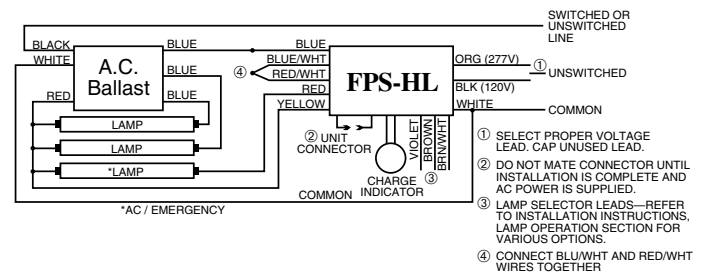 SWITCHED OR
UNSWITCHED
LINE
BLACK
BLUE
BLUE
WHITE
A.C.
Ballast
BLUE
BLUE/WHT
④
RED/WHT
FPS-HL
ORG (277V)
①
UNSWITCHED
BLK (120V)
RED
BLUE
RED
YELLOW
WHITE
COMMON
LAMP
LAMP
*LAMP
② UNIT
CONNECTOR
CHARGE
INDICATOR
VIOLET
BROWN
BRN/WHT
③
COMMON
*AC / EMERGENCY
① SELECT PROPER VOLTAGE
LEAD. CAP UNUSED LEAD.
② DO NOT MATE CONNECTOR UNTIL
INSTALLATION IS COMPLETE AND
AC POWER IS SUPPLIED.
③ LAMP SELECTOR LEADS—REFER
TO INSTALLATION INSTRUCTIONS,
LAMP OPERATION SECTION FOR
VARIOUS OPTIONS.
④ CONNECT BLU/WHT AND RED/WHT
WIRES TOGETHER